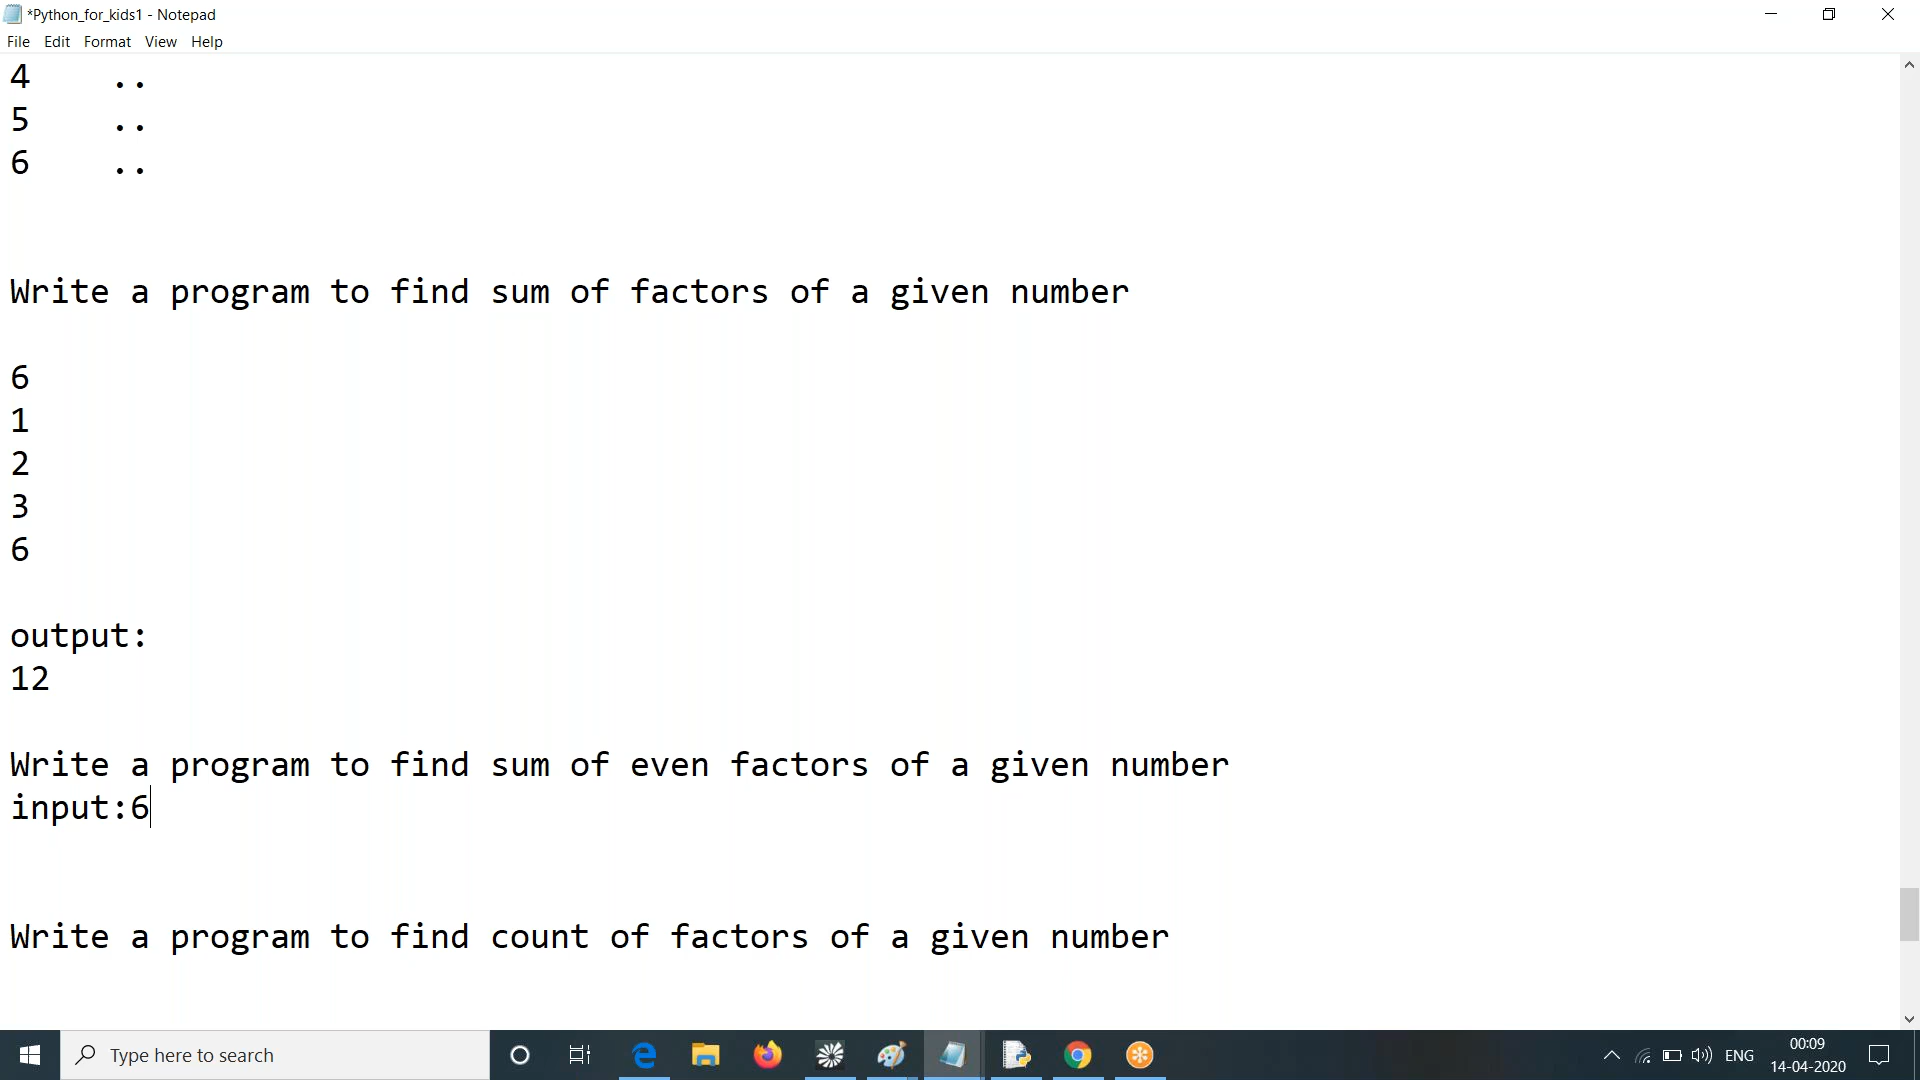 *Python_for_kids1 - Notepad
File Edit Format View Help
4 ..
5 ..
6 ..
Write a program to find sum of factors of a given number
6
1
2
3
6
output:
12
Write a program to find sum of even factors of a given number
input:6
Write a program to find count of factors of a given number
Type here to search
ENG
00:09
14-04-2020